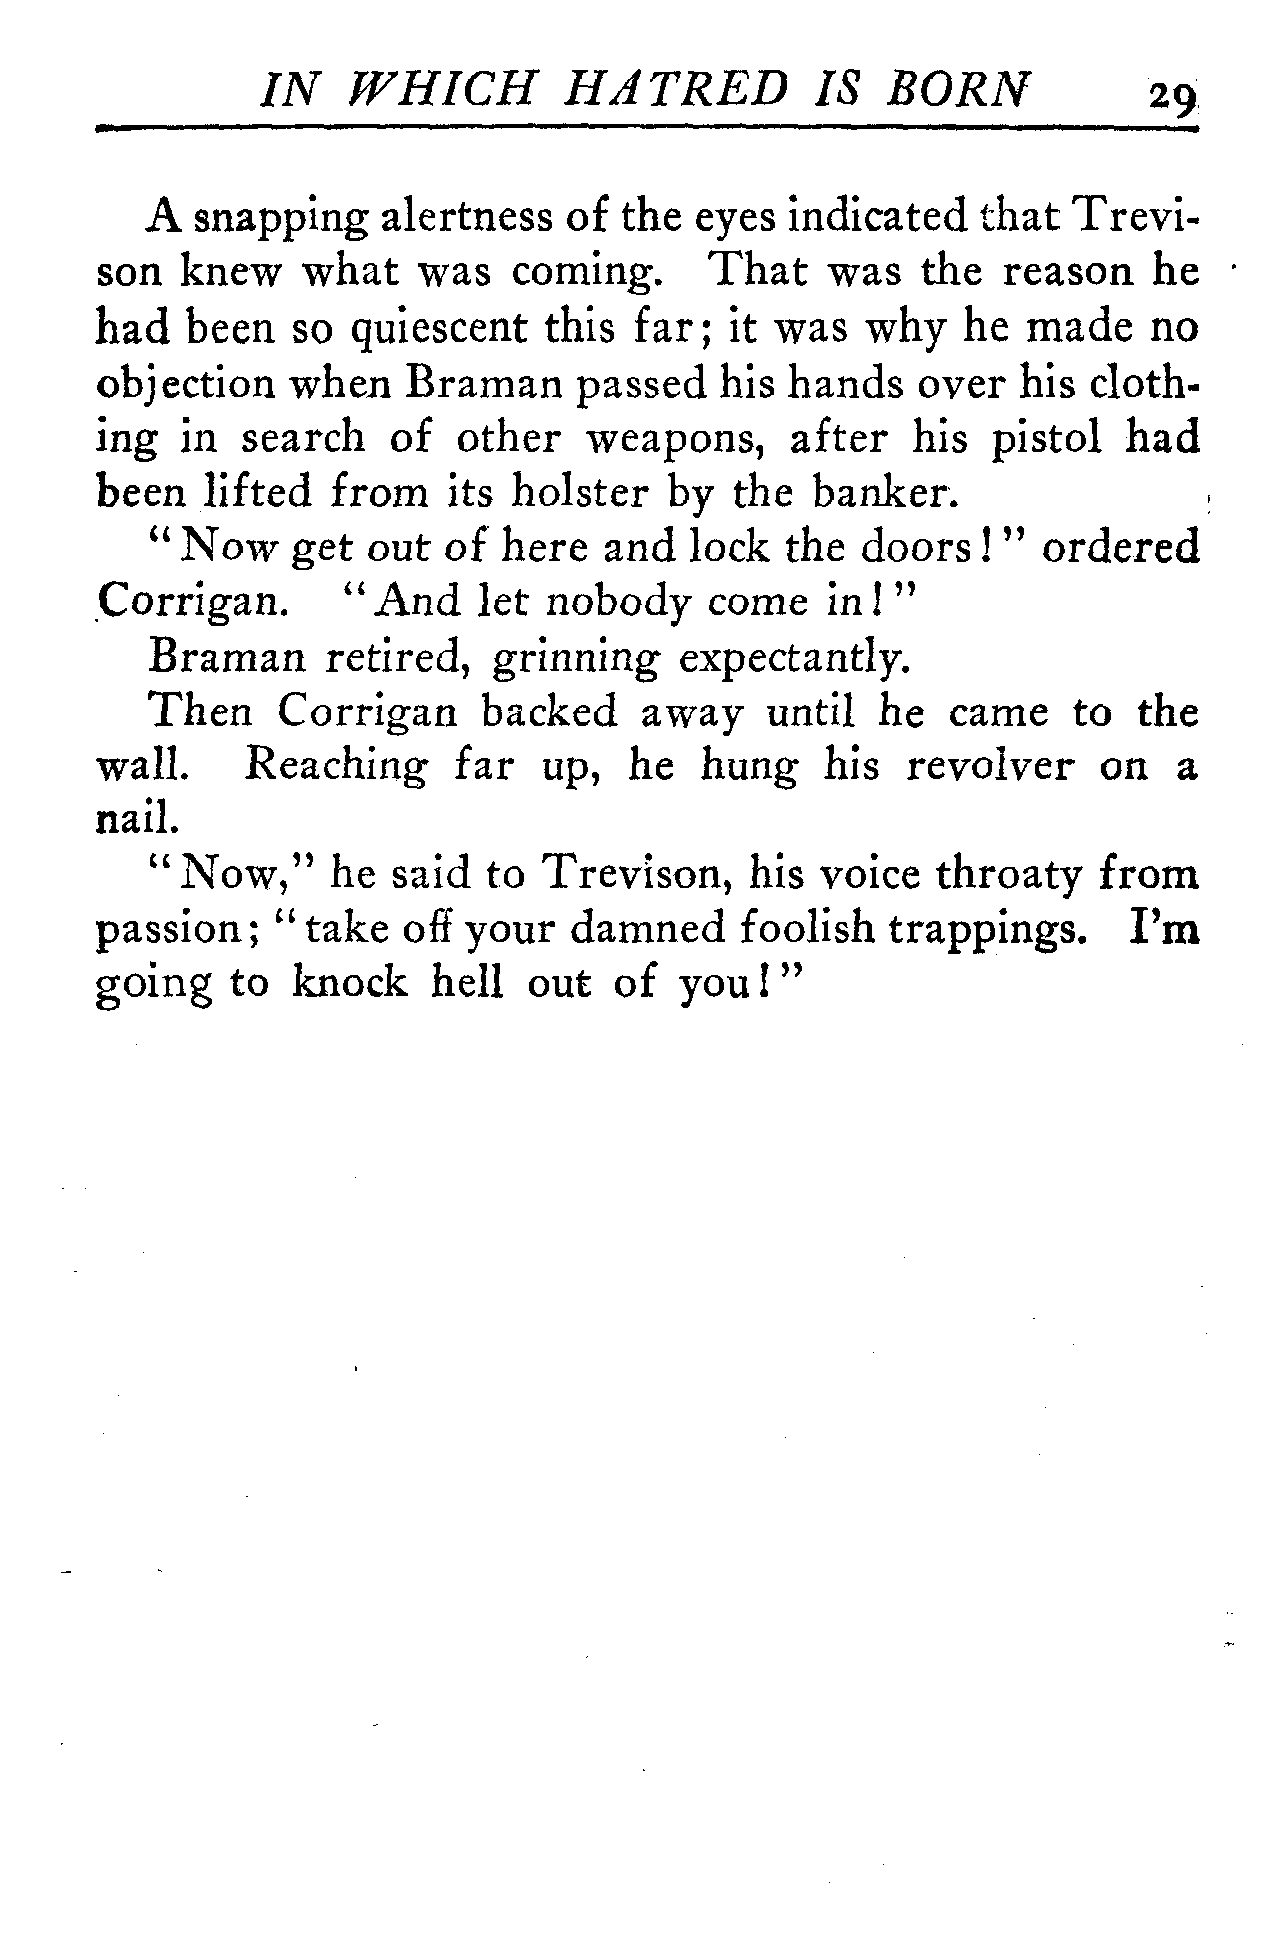 IN WHICH HATRED IS BORN 29
A snapping alertness of the eyes indicated that Trevi-
son knew what was coming. That was the reason he
had been so quiescent this far; it was why he made no
objection when Braman passed his hands over his cloth-
ing in search of other weapons, after his pistol had
been lifted from its holster by the banker.
"Now get out of here and lock the doors!" ordered
Corrigan. "And let nobody come in!"
Braman retired, grinning expectantly.
Then Corrigan backed away until he came to the
wall. Reaching far up, he hung his revolver on a
nail.
"Now," he said to Trevison, his voice throaty from
passion; "take off your damned foolish trappings. I'm
going to knock hell out of you!"